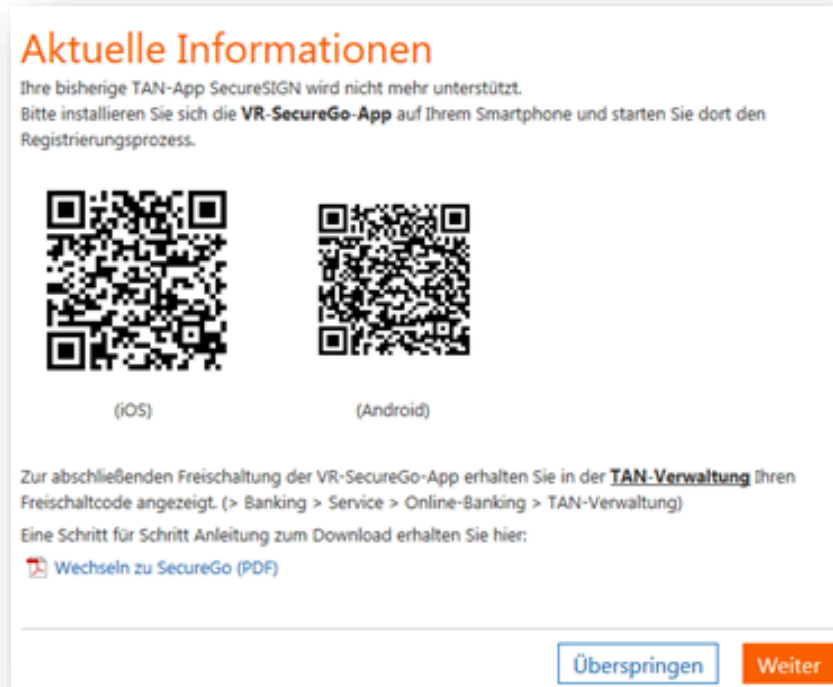 Aktuelle Informationen
Ihre bisherige TAN-App SecureSIGN wird nicht mehr unterstützt.
Bitte installieren Sie sich die VR-SecureGo-App auf Ihrem Smartphone und starten Sie dort den
Registrierungsprozess.
(iOS) (Android)
Zur abschließenden Freischaltung der VR-SecureGo-App erhalten Sie in der TAN-Verwaltung Ihren
Freischaltcode angezeigt. (> Banking > Service > Online-Banking > TAN-Verwaltung)
Eine Schritt für Schritt Anleitung zum Download erhalten Sie hier:
Wechseln zu SecureGo (PDF)
Überspringen Weiter